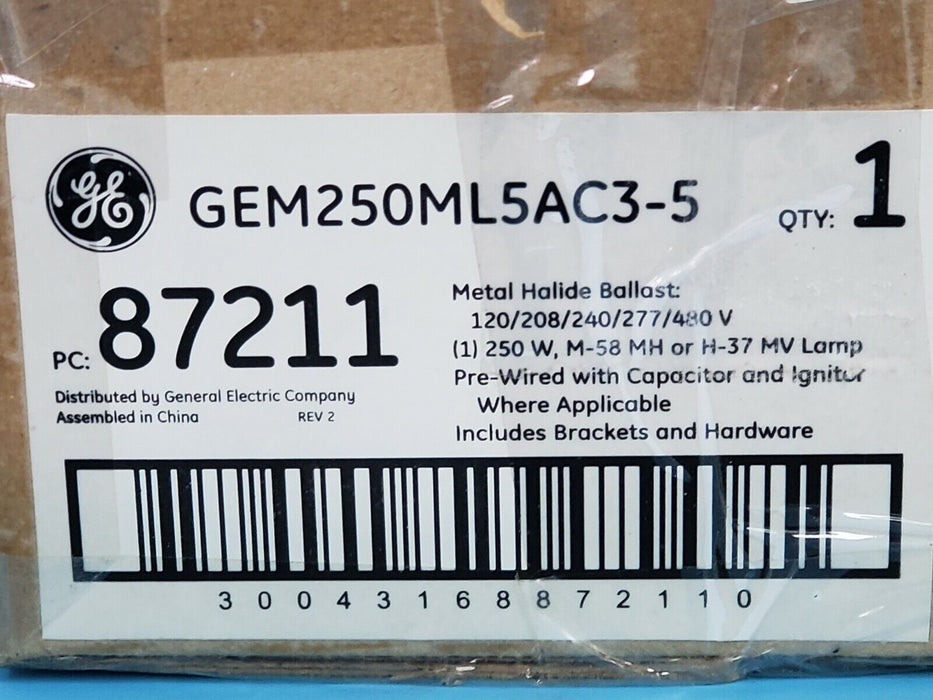 GE
GEM250ML5AC3-5
QTY: 1
PC: 87211
Distributed by General Electric Company
Assembled in China REV 2
Metal Halide Ballast:
120/208/240/277/480 V
(1) 250 W, M-58 MH or H-37 MV Lamp
Pre-Wired with Capacitor and Ignitor
Where Applicable
Includes Brackets and Hardware
3 0 0 4 3 1 6 8 8 7 2 1 1 0